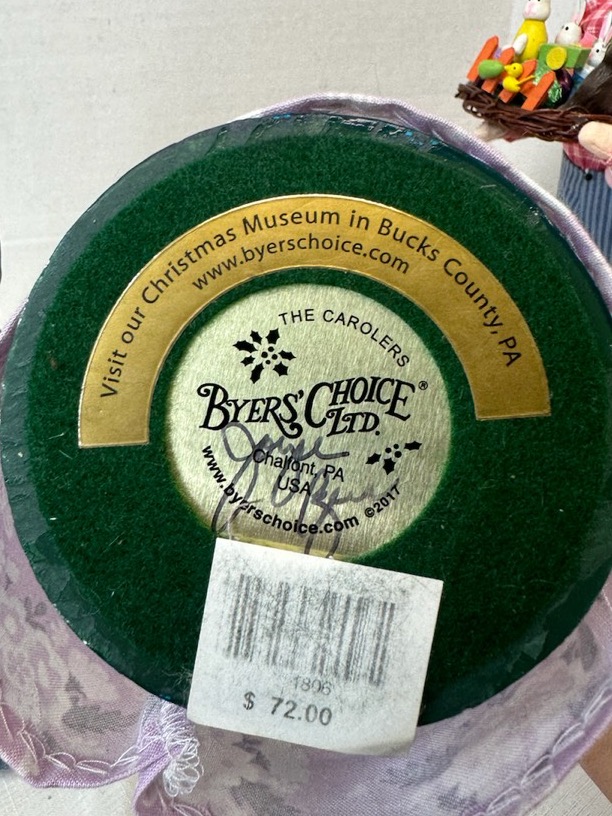 Visit our Christmas Museum in Bucks County, PA
www.byerschoice.com
THE CAROLERS
BYERS' CHOICE®
LTD.
Chalfont, PA
USA
www.byerschoice.com ©2017
1806
$ 72.00